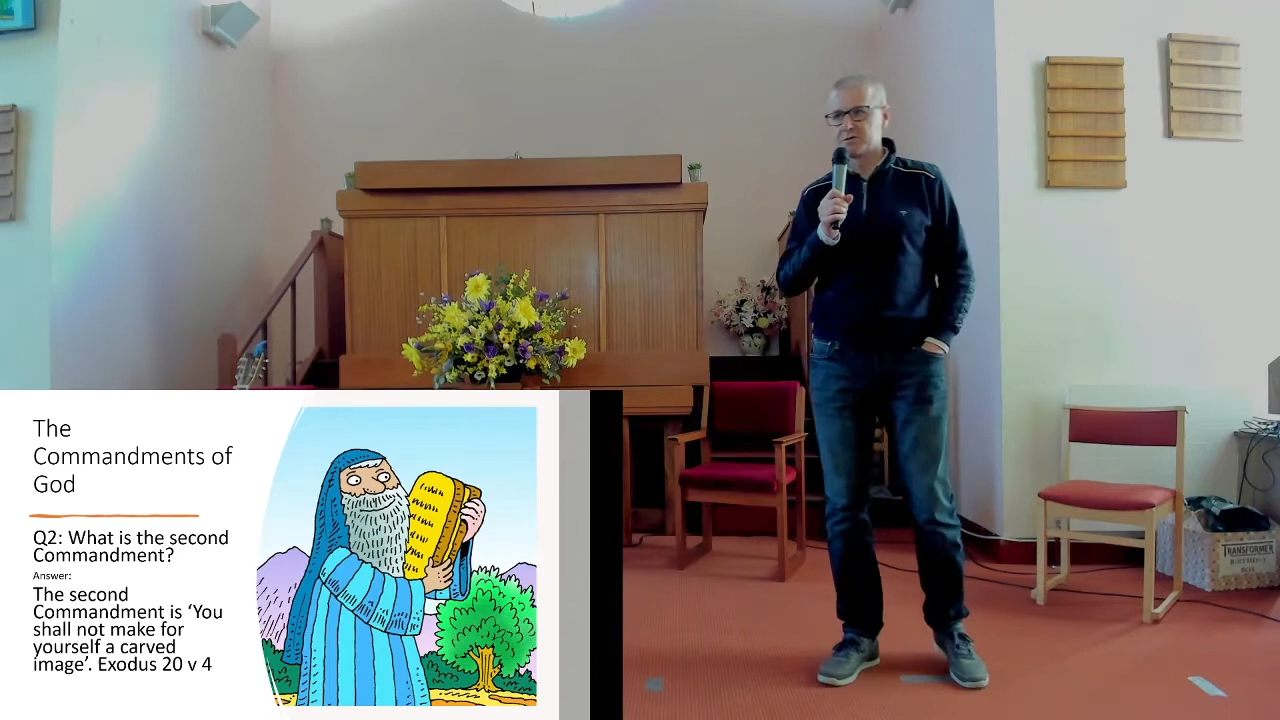 The
Commandments of
God
Q2: What is the second
Commandment?
Answer:
The second
Commandment is ‘You
shall not make for
yourself a carved
image’. Exodus 20 v 4
TRANSFORMER